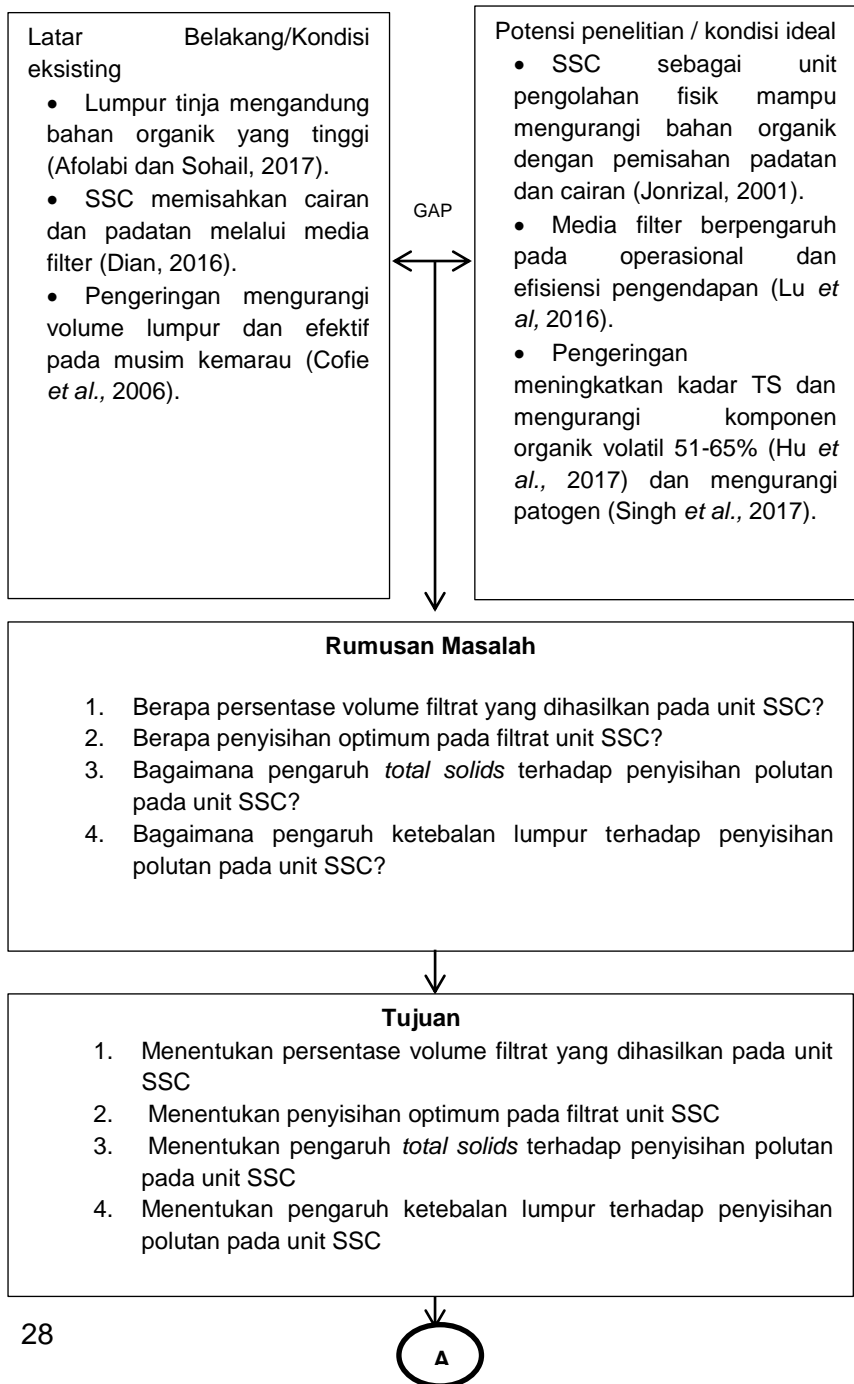 Latar Belakang/Kondisi
eksisting
• Lumpur tinja mengandung
bahan organik yang tinggi
(Afolabi dan Sohail, 2017).
• SSC memisahkan cairan
dan padatan melalui media
filter (Dian, 2016).
• Pengeringan mengurangi
volume lumpur dan efektif
pada musim kemarau (Cofie
et al., 2006).
GAP
Potensi penelitian / kondisi ideal
• SSC sebagai unit
pengolahan fisik mampu
mengurangi bahan organik
dengan pemisahan padatan
dan cairan (Jonrizal, 2001).
• Media filter berpengaruh
pada operasional dan
efisiensi pengendapan (Lu et
al, 2016).
• Pengeringan
meningkatkan kadar TS dan
mengurangi komponen
organik volatil 51-65% (Hu et
al., 2017) dan mengurangi
patogen (Singh et al., 2017).
Rumusan Masalah
1. Berapa persentase volume filtrat yang dihasilkan pada unit SSC?
2. Berapa penyisihan optimum pada filtrat unit SSC?
3. Bagaimana pengaruh total solids terhadap penyisihan polutan
pada unit SSC?
4. Bagaimana pengaruh ketebalan lumpur terhadap penyisihan
polutan pada unit SSC?
Tujuan
1. Menentukan persentase volume filtrat yang dihasilkan pada unit
SSC
2. Menentukan penyisihan optimum pada filtrat unit SSC
3. Menentukan pengaruh total solids terhadap penyisihan polutan
pada unit SSC
4. Menentukan pengaruh ketebalan lumpur terhadap penyisihan
polutan pada unit SSC
28
A